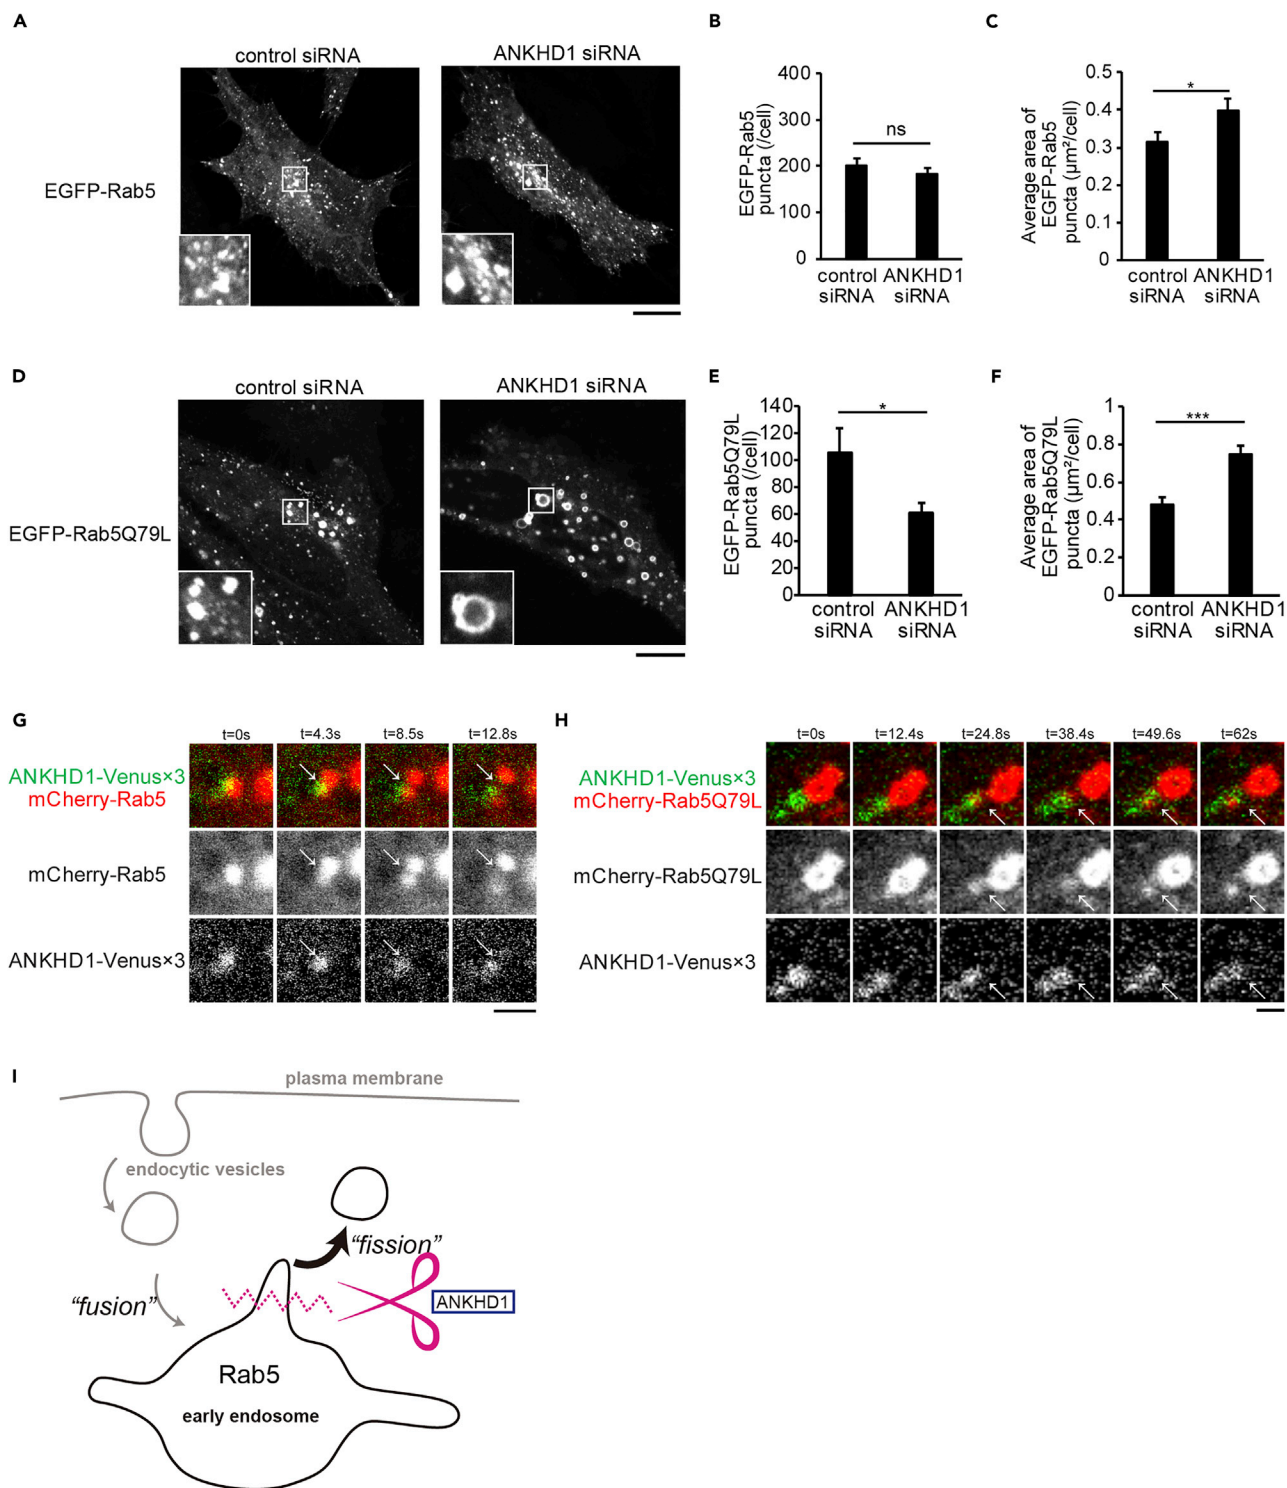 A
control siRNA
ANKHD1 siRNA
EGFP-Rab5
B
EGFP-Rab5
puncta (/cell)
400
300
200
100
0
ns
control
siRNA
ANKHD1
siRNA
C
Average area of
EGFP-Rab5
puncta (μm²/cell)
0.5
0.4
0.3
0.2
0.1
0
*
control
siRNA
ANKHD1
siRNA
D
control siRNA
ANKHD1 siRNA
EGFP-Rab5Q79L
E
EGFP-Rab5Q79L
puncta (/cell)
140
120
100
80
60
40
20
0
*
control
siRNA
ANKHD1
siRNA
F
Average area of
EGFP-Rab5Q79L
puncta (μm²/cell)
1
0.8
0.6
0.4
0.2
0
***
control
siRNA
ANKHD1
siRNA
G
t=0s t=4.3s t=8.5s t=12.8s
ANKHD1-Venus×3
mCherry-Rab5
mCherry-Rab5
ANKHD1-Venus×3
H
t=0s t=12.4s t=24.8s t=38.4s t=49.6s t=62s
ANKHD1-Venus×3
mCherry-Rab5Q79L
mCherry-Rab5Q79L
ANKHD1-Venus×3
I
plasma membrane
endocytic vesicles
“fission”
“fusion”
ANKHD1
Rab5
early endosome